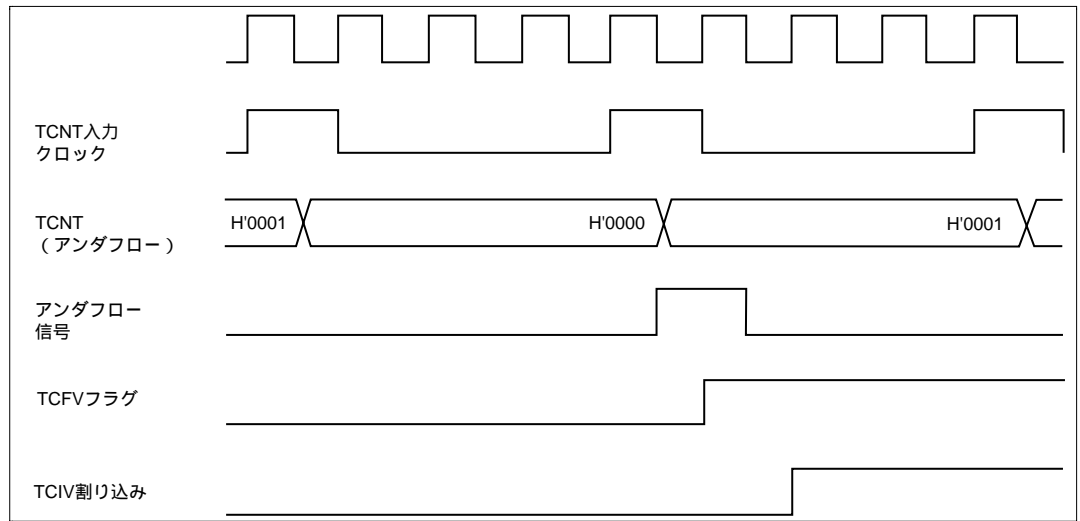 TCNT入力
クロック
TCNT
（アンダフロー）
H'0001
H'0000
H'0001
アンダフロー
信号
TCFVフラグ
TCIV割り込み